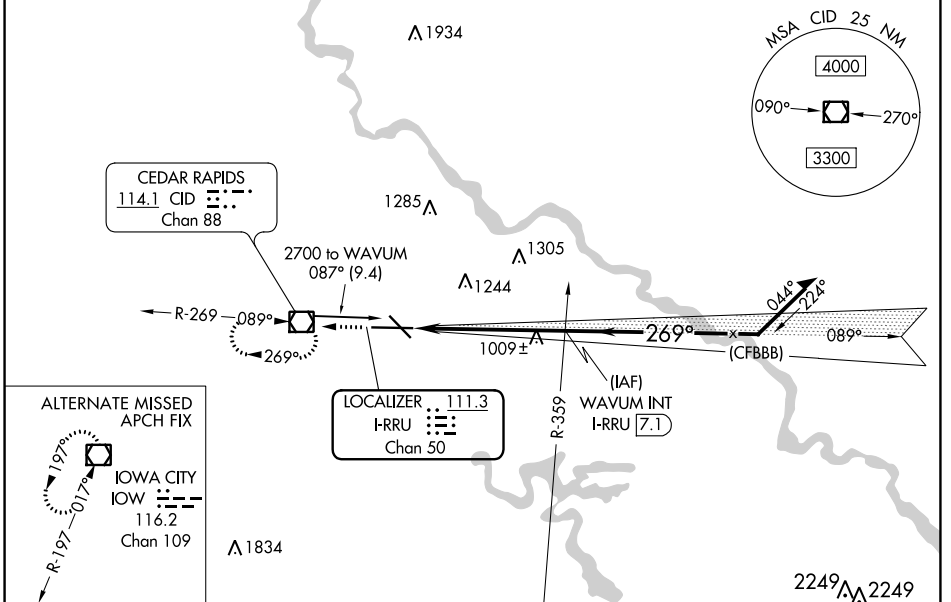 1934
MSA CID 25 NM
4000
090°
270°
3300
CEDAR RAPIDS
114.1 CID
Chan 88
1285
2700 to WAVUM
087° (9.4)
1305
1244
R-269
089°
269°
1009±
269°
x
044°
224°
089°
(CFBBB)
(IAF)
WAVUM INT
I-RRU 7.1
R-359
LOCALIZER 111.3
I-RRU
Chan 50
ALTERNATE MISSED
APCH FIX
197°
017°
R-197
IOWA CITY
IOW
116.2
Chan 109
1834
2249
2249